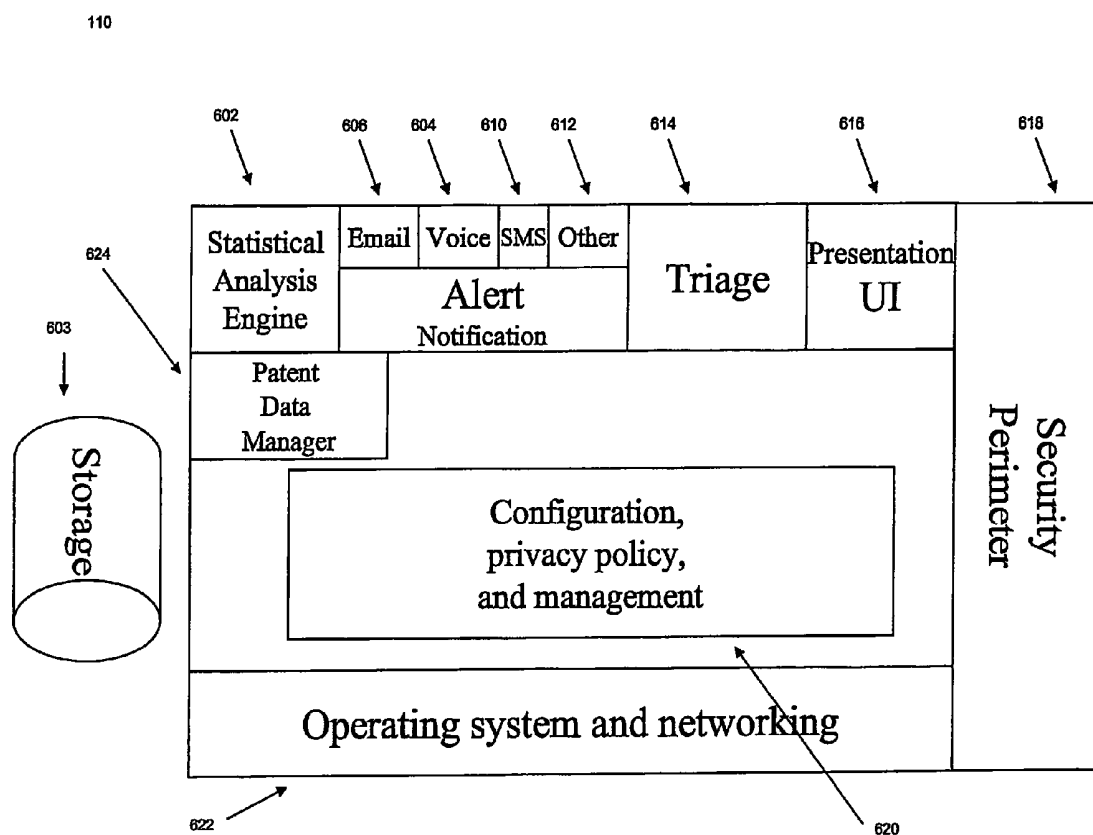 110
602
606
604
610
612
614
616
618
Statistical
Analysis
Engine
Email
Voice
SMS
Other
Alert
Notification
Triage
Presentation
UI
624
603
Patent
Data
Manager
Storage
Security
Perimeter
Configuration,
privacy policy,
and management
Operating system and networking
622
620